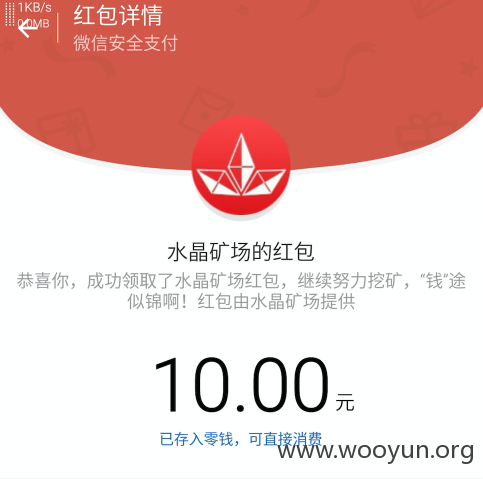 1KB/s
红包详情
0.0MB
微信安全支付
水晶矿场的红包
恭喜你，成功领取了水晶矿场红包，继续努力挖矿，“钱”途
似锦啊！红包由水晶矿场提供
10.00元
已存入零钱，可直接消费
www.wooyun.org